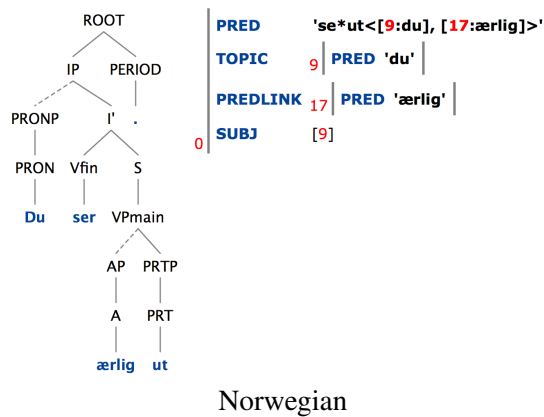 ROOT
IP PERIOD
PRONP I' .
PRON Vfin S
Du ser VPmain
AP PRTP
A PRT
ærlig ut
PRED 'se*ut<[9:du], [17:ærlig]>'
TOPIC 9 PRED 'du'
PREDLINK 17 PRED 'ærlig'
0 SUBJ [9]
Norwegian